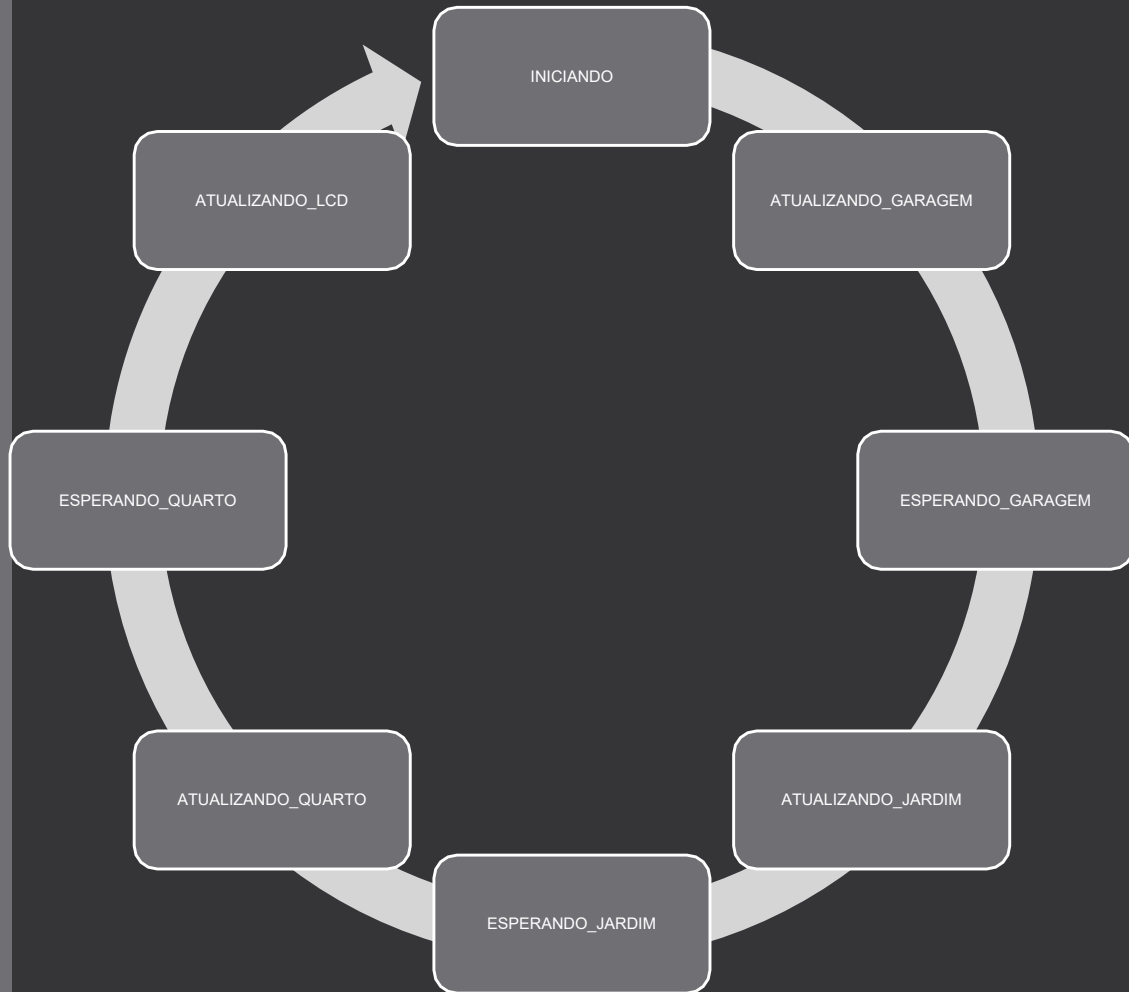 INICIANDO
ATUALIZANDO_GARAGEM
ESPERANDO_GARAGEM
ATUALIZANDO_JARDIM
ESPERANDO_JARDIM
ATUALIZANDO_QUARTO
ESPERANDO_QUARTO
ATUALIZANDO_LCD